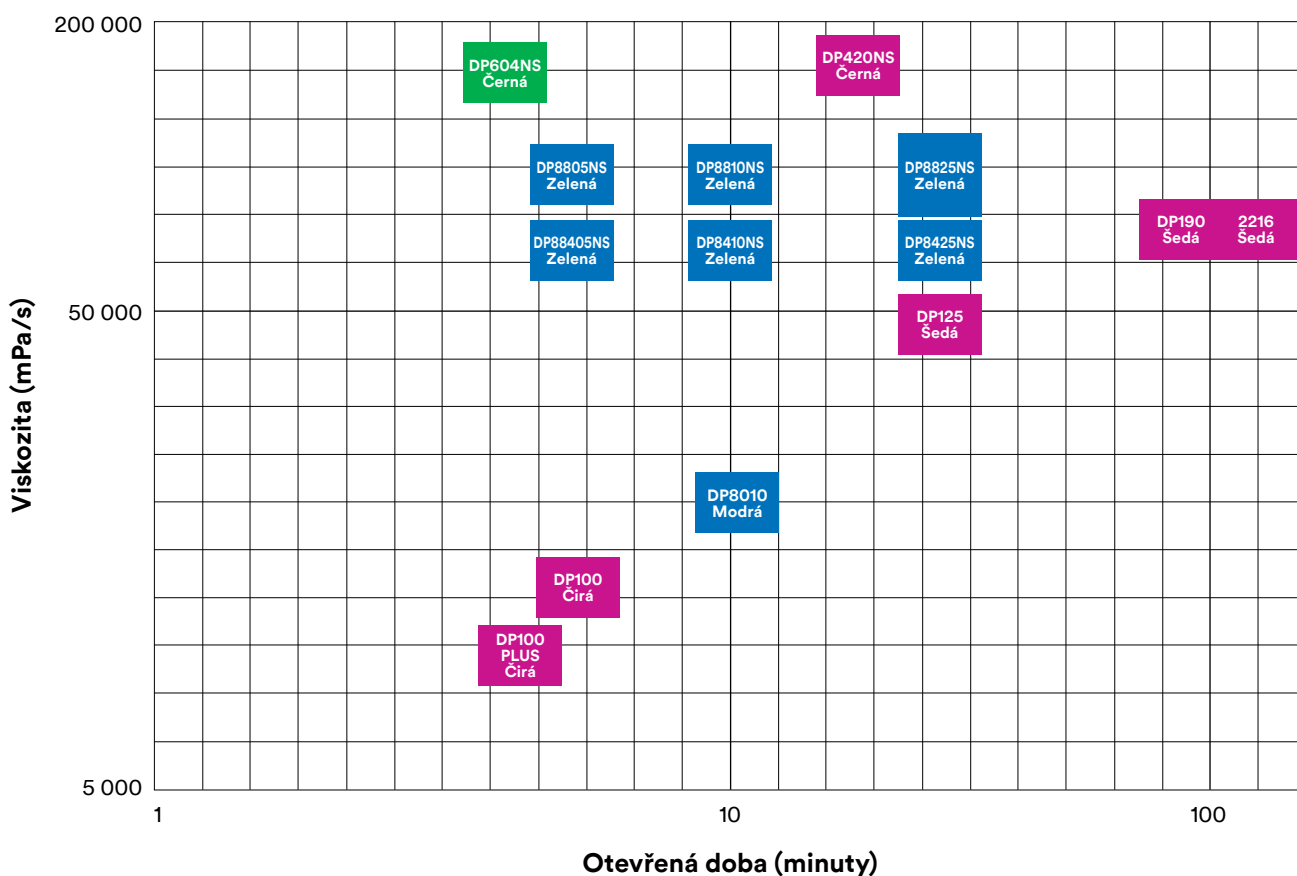 200 000
DP604NS
Černá
DP420NS
Černá
DP8805NS
Zelená
DP8810NS
Zelená
DP8825NS
Zelená
DP88405NS
Zelená
DP8410NS
Zelená
DP8425NS
Zelená
DP190
Šedá
2216
Šedá
50 000
DP125
Šedá
Viskozita (mPa/s)
DP8010
Modrá
DP100
Čirá
DP100
PLUS
Čirá
5 000
1
10
100
Otevřená doba (minuty)